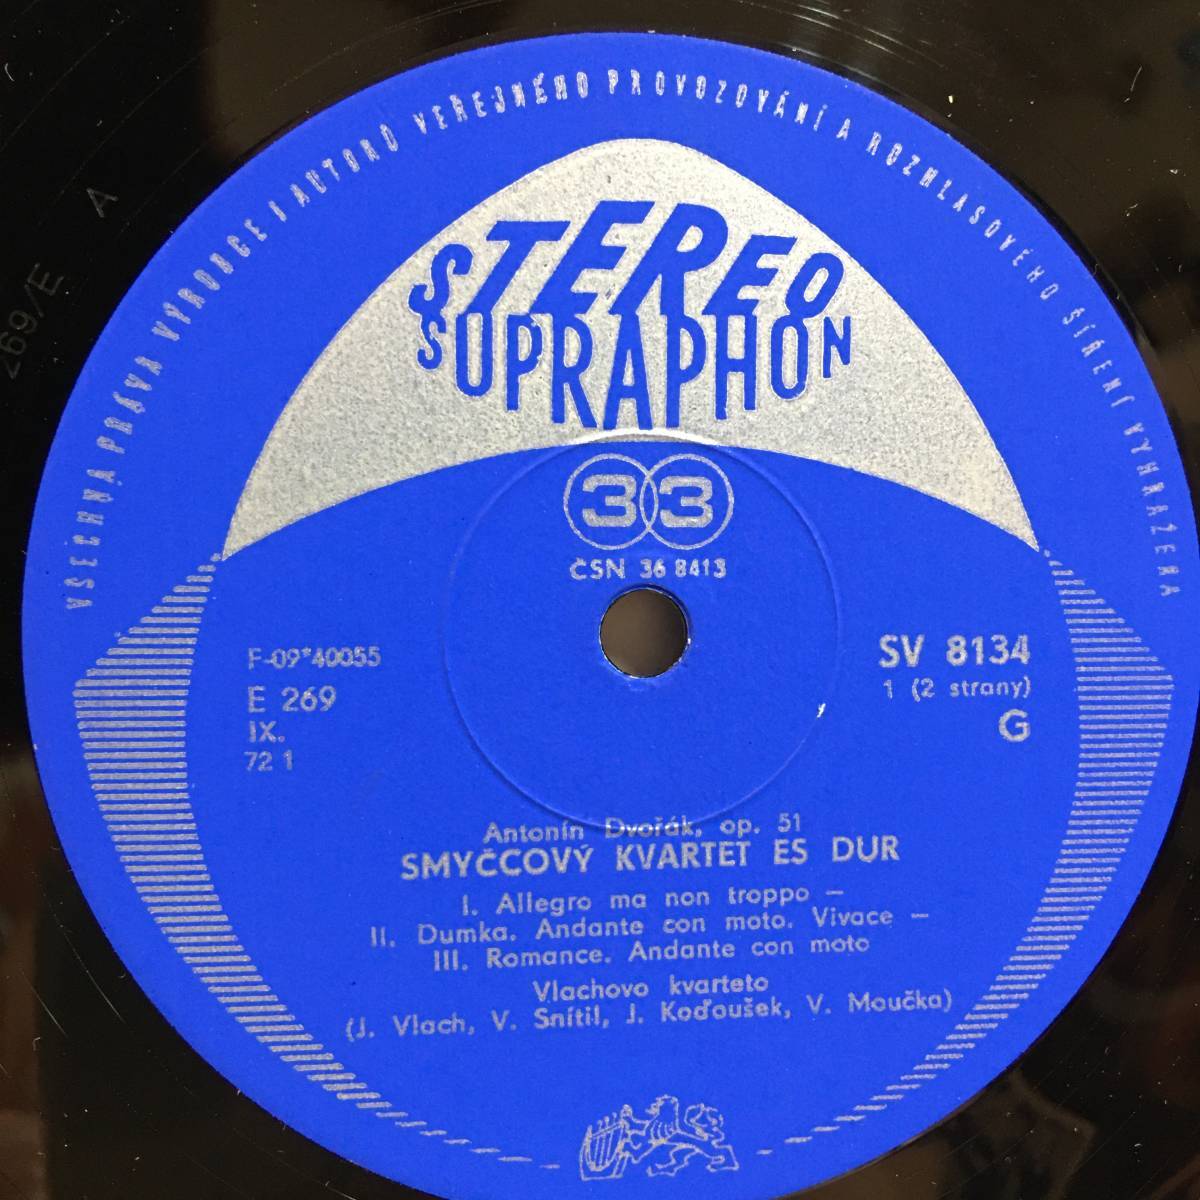 VŠECHNA PRÁVA VÝROBCE I AUTORŮ VEŘEJNÉHO PROVOZOVÁNÍ A ROZHLASOVÉHO ŠÍŘENÍ VYHRAŽENA
STEREO
SUPRAPHON
33
ČSN 36 8413
F-09*40055
E 269
IX.
72 1
SV 8134
1 (2 strany)
G
Antonín Dvořák, op. 51
SMYČCOVÝ KVARTET ES DUR
I. Allegro ma non troppo –
II. Dumka. Andante con moto. Vivace –
III. Romance. Andante con moto
Vlachovo kvarteto
(J. Vlach, V. Snítil, J. Koďoušek, V. Moučka)
269/E A